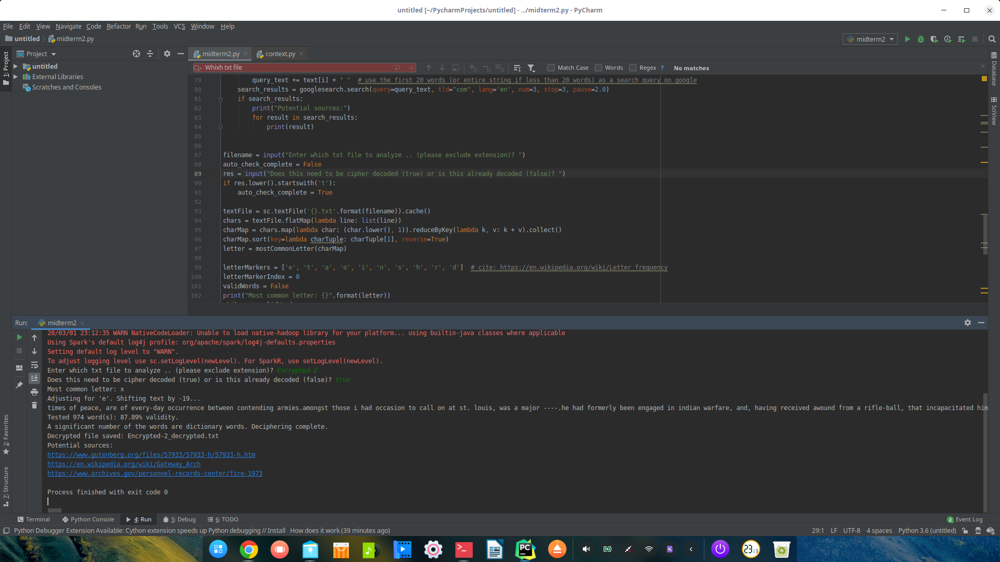 untitled [~/PycharmProjects/untitled] - .../midterm2.py - PyCharm
File Edit View Navigate Code Refactor Run Tools VCS Window Help
untitled midterm2.py
midterm2
Project
midterm2.py
context.py
1: Project
Database
SciView
untitled
External Libraries
Scratches and Consoles
Whixh txt file
Match Case
Words
Regex
?
No matches
79 query_text += text[i] + " "  # use the first 20 words (or entire string if less than 20 words) as a search query on google
80 search_results = googlesearch.search(query=query_text, tld="com", lang='en', num=3, stop=3, pause=2.0)
81 if search_results:
82 print("Potential sources:")
83 for result in search_results:
84 print(result)
85
86
87 filename = input("Enter which txt file to analyze .. (please exclude extension)? ")
88 auto_check_complete = False
89 res = input("Does this need to be cipher decoded (true) or is this already decoded (false)? ")
90 if res.lower().startswith('t'):
91 auto_check_complete = True
92
93 textFile = sc.textFile('{}.txt'.format(filename)).cache()
94 chars = textFile.flatMap(lambda line: list(line))
95 charMap = chars.map(lambda char: (char.lower(), 1)).reduceByKey(lambda k, v: k + v).collect()
96 charMap.sort(key=lambda charTuple: charTuple[1], reverse=True)
97 letter = mostCommonLetter(charMap)
98
99 letterMarkers = ['e', 't', 'a', 'o', 'i', 'n', 's', 'h', 'r', 'd']  # cite: https://en.wikipedia.org/wiki/Letter_frequency
100 letterMarkerIndex = 0
101 validWords = False
102 print("Most common letter: {}".format(letter))
Run: midterm2
20/03/01 23:12:35 WARN NativeCodeLoader: Unable to load native-hadoop library for your platform... using builtin-java classes where applicable
Using Spark's default log4j profile: org/apache/spark/log4j-defaults.properties
Setting default log level to "WARN".
To adjust logging level use sc.setLogLevel(newLevel). For SparkR, use setLogLevel(newLevel).
Enter which txt file to analyze .. (please exclude extension)? Encrypted-2
Does this need to be cipher decoded (true) or is this already decoded (false)? true
Most common letter: x
Adjusting for 'e'. Shifting text by -19...
times of peace, are of every-day occurrence between contending armies.amongst those i had occasion to call on at st. louis, was a major ----.he had formerly been engaged in indian warfare, and, having received awound from a rifle-ball, that incapacitated him
Tested 974 word(s): 87.89% validity.
A significant number of the words are dictionary words. Deciphering complete.
Decrypted file saved: Encrypted-2_decrypted.txt
Potential sources:
https://www.gutenberg.org/files/57933/57933-h/57933-h.htm
https://en.wikipedia.org/wiki/Gateway_Arch
https://www.archives.gov/personnel-records-center/fire-1973
Process finished with exit code 0
2: Favorites
7: Structure
Terminal
Python Console
4: Run
5: Debug
6: TODO
2 Event Log
Python Debugger Extension Available: Cython extension speeds up Python debugging // Install How does it work (39 minutes ago)
29:1 LF UTF-8 4 spaces Python 3.6 (untitled)
PC
23:13